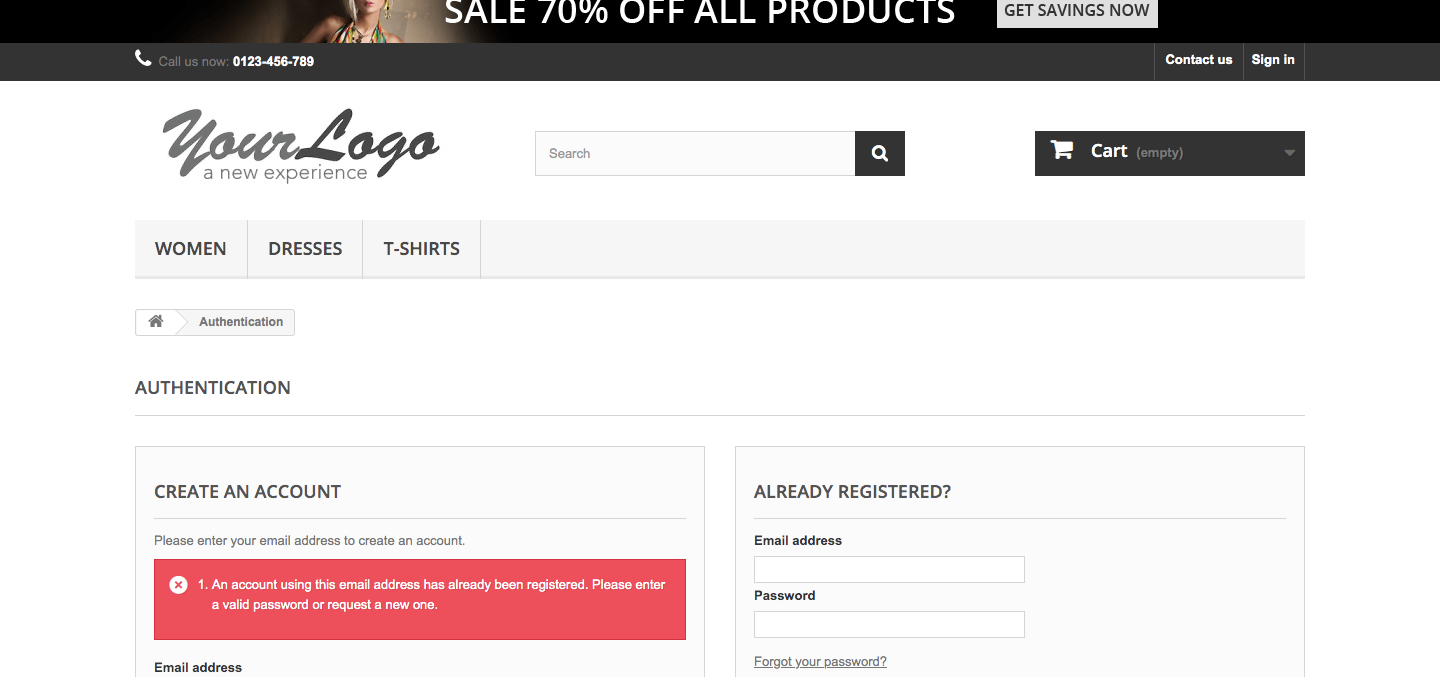 SALE 70% OFF ALL PRODUCTS
GET SAVINGS NOW
Call us now: 0123-456-789
Contact us
Sign in
YourLogo
a new experience
Search
Cart (empty)
WOMEN
DRESSES
T-SHIRTS
Authentication
AUTHENTICATION
CREATE AN ACCOUNT
Please enter your email address to create an account.
1. An account using this email address has already been registered. Please enter
a valid password or request a new one.
Email address
ALREADY REGISTERED?
Email address
Password
Forgot your password?